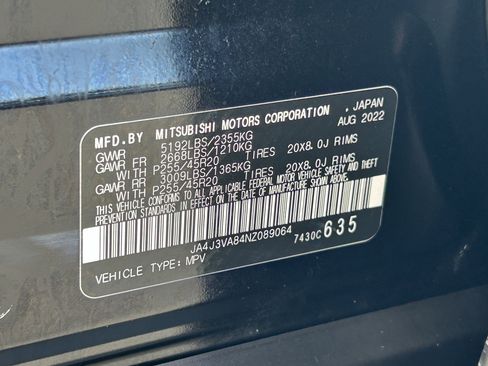 MFD.BY MITSUBISHI MOTORS CORPORATION , JAPAN
GVWR 5192LBS/2355KG AUG 2022
GAWR FR 2668LBS/1210KG
WITH P255/45R20 TIRES 20X8.0J RIMS
GAWR RR 3009LBS/1365KG
WITH P255/45R20 TIRES 20X8.0J RIMS
THIS VEHICLE CONFORMS TO ALL APPLICABLE FEDERAL MOTOR VEHICLE
SAFETY, BUMPER, AND THEFT PREVENTION STANDARDS IN EFFECT ON THE
DATE OF MANUFACTURE SHOWN ABOVE.
JA4J3VA84NZ089064 7430C 635
VEHICLE TYPE: MPV